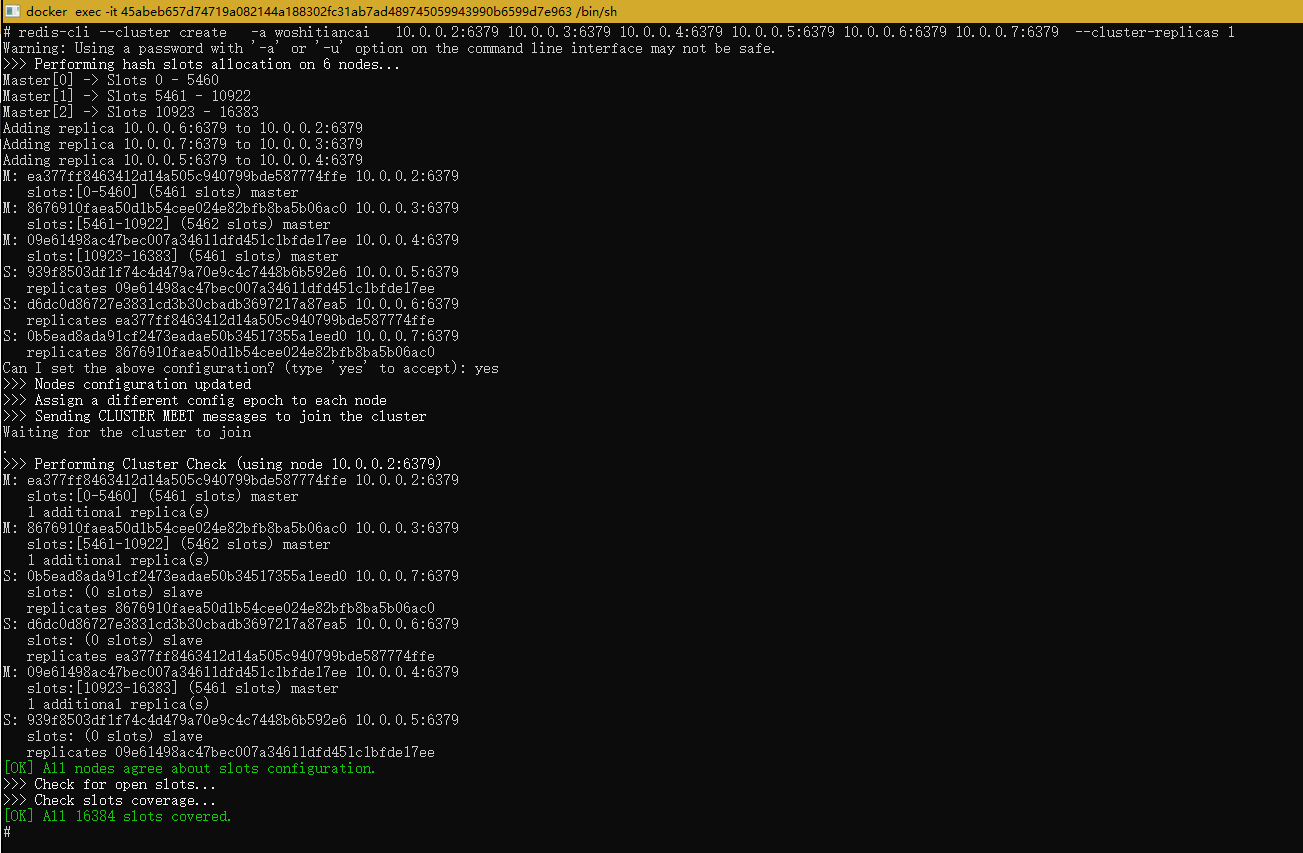 docker exec -it 45abeb657d74719a082144a188302fc31ab7ad489745059943990b6599d7e963 /bin/sh
# redis-cli --cluster create -a woshitiancai 10.0.0.2:6379 10.0.0.3:6379 10.0.0.4:6379 10.0.0.5:6379 10.0.0.6:6379 10.0.0.7:6379 --cluster-replicas 1
Warning: Using a password with '-a' or '-u' option on the command line interface may not be safe.
>>> Performing hash slots allocation on 6 nodes...
Master[0] -> Slots 0 - 5460
Master[1] -> Slots 5461 - 10922
Master[2] -> Slots 10923 - 16383
Adding replica 10.0.0.6:6379 to 10.0.0.2:6379
Adding replica 10.0.0.7:6379 to 10.0.0.3:6379
Adding replica 10.0.0.5:6379 to 10.0.0.4:6379
M: ea377ff8463412d14a505c940799bde587774ffe 10.0.0.2:6379
   slots:[0-5460] (5461 slots) master
M: 8676910faea50d1b54cee024e82bfb8ba5b06ac0 10.0.0.3:6379
   slots:[5461-10922] (5462 slots) master
M: 09e61498ac47bec007a34611dfd451c1bfde17ee 10.0.0.4:6379
   slots:[10923-16383] (5461 slots) master
S: 939f8503df1f74c4d479a70e9c4c7448b6b592e6 10.0.0.5:6379
   replicates 09e61498ac47bec007a34611dfd451c1bfde17ee
S: d6dc0d86727e3831cd3b30cbadb3697217a87ea5 10.0.0.6:6379
   replicates ea377ff8463412d14a505c940799bde587774ffe
S: 0b5ead8ada91cf2473eadae50b34517355a1eed0 10.0.0.7:6379
   replicates 8676910faea50d1b54cee024e82bfb8ba5b06ac0
Can I set the above configuration? (type 'yes' to accept): yes
>>> Nodes configuration updated
>>> Assign a different config epoch to each node
>>> Sending CLUSTER MEET messages to join the cluster
Waiting for the cluster to join
.
>>> Performing Cluster Check (using node 10.0.0.2:6379)
M: ea377ff8463412d14a505c940799bde587774ffe 10.0.0.2:6379
   slots:[0-5460] (5461 slots) master
   1 additional replica(s)
M: 8676910faea50d1b54cee024e82bfb8ba5b06ac0 10.0.0.3:6379
   slots:[5461-10922] (5462 slots) master
   1 additional replica(s)
S: 0b5ead8ada91cf2473eadae50b34517355a1eed0 10.0.0.7:6379
   slots: (0 slots) slave
   replicates 8676910faea50d1b54cee024e82bfb8ba5b06ac0
S: d6dc0d86727e3831cd3b30cbadb3697217a87ea5 10.0.0.6:6379
   slots: (0 slots) slave
   replicates ea377ff8463412d14a505c940799bde587774ffe
M: 09e61498ac47bec007a34611dfd451c1bfde17ee 10.0.0.4:6379
   slots:[10923-16383] (5461 slots) master
   1 additional replica(s)
S: 939f8503df1f74c4d479a70e9c4c7448b6b592e6 10.0.0.5:6379
   slots: (0 slots) slave
   replicates 09e61498ac47bec007a34611dfd451c1bfde17ee
[OK] All nodes agree about slots configuration.
>>> Check for open slots...
>>> Check slots coverage...
[OK] All 16384 slots covered.
#